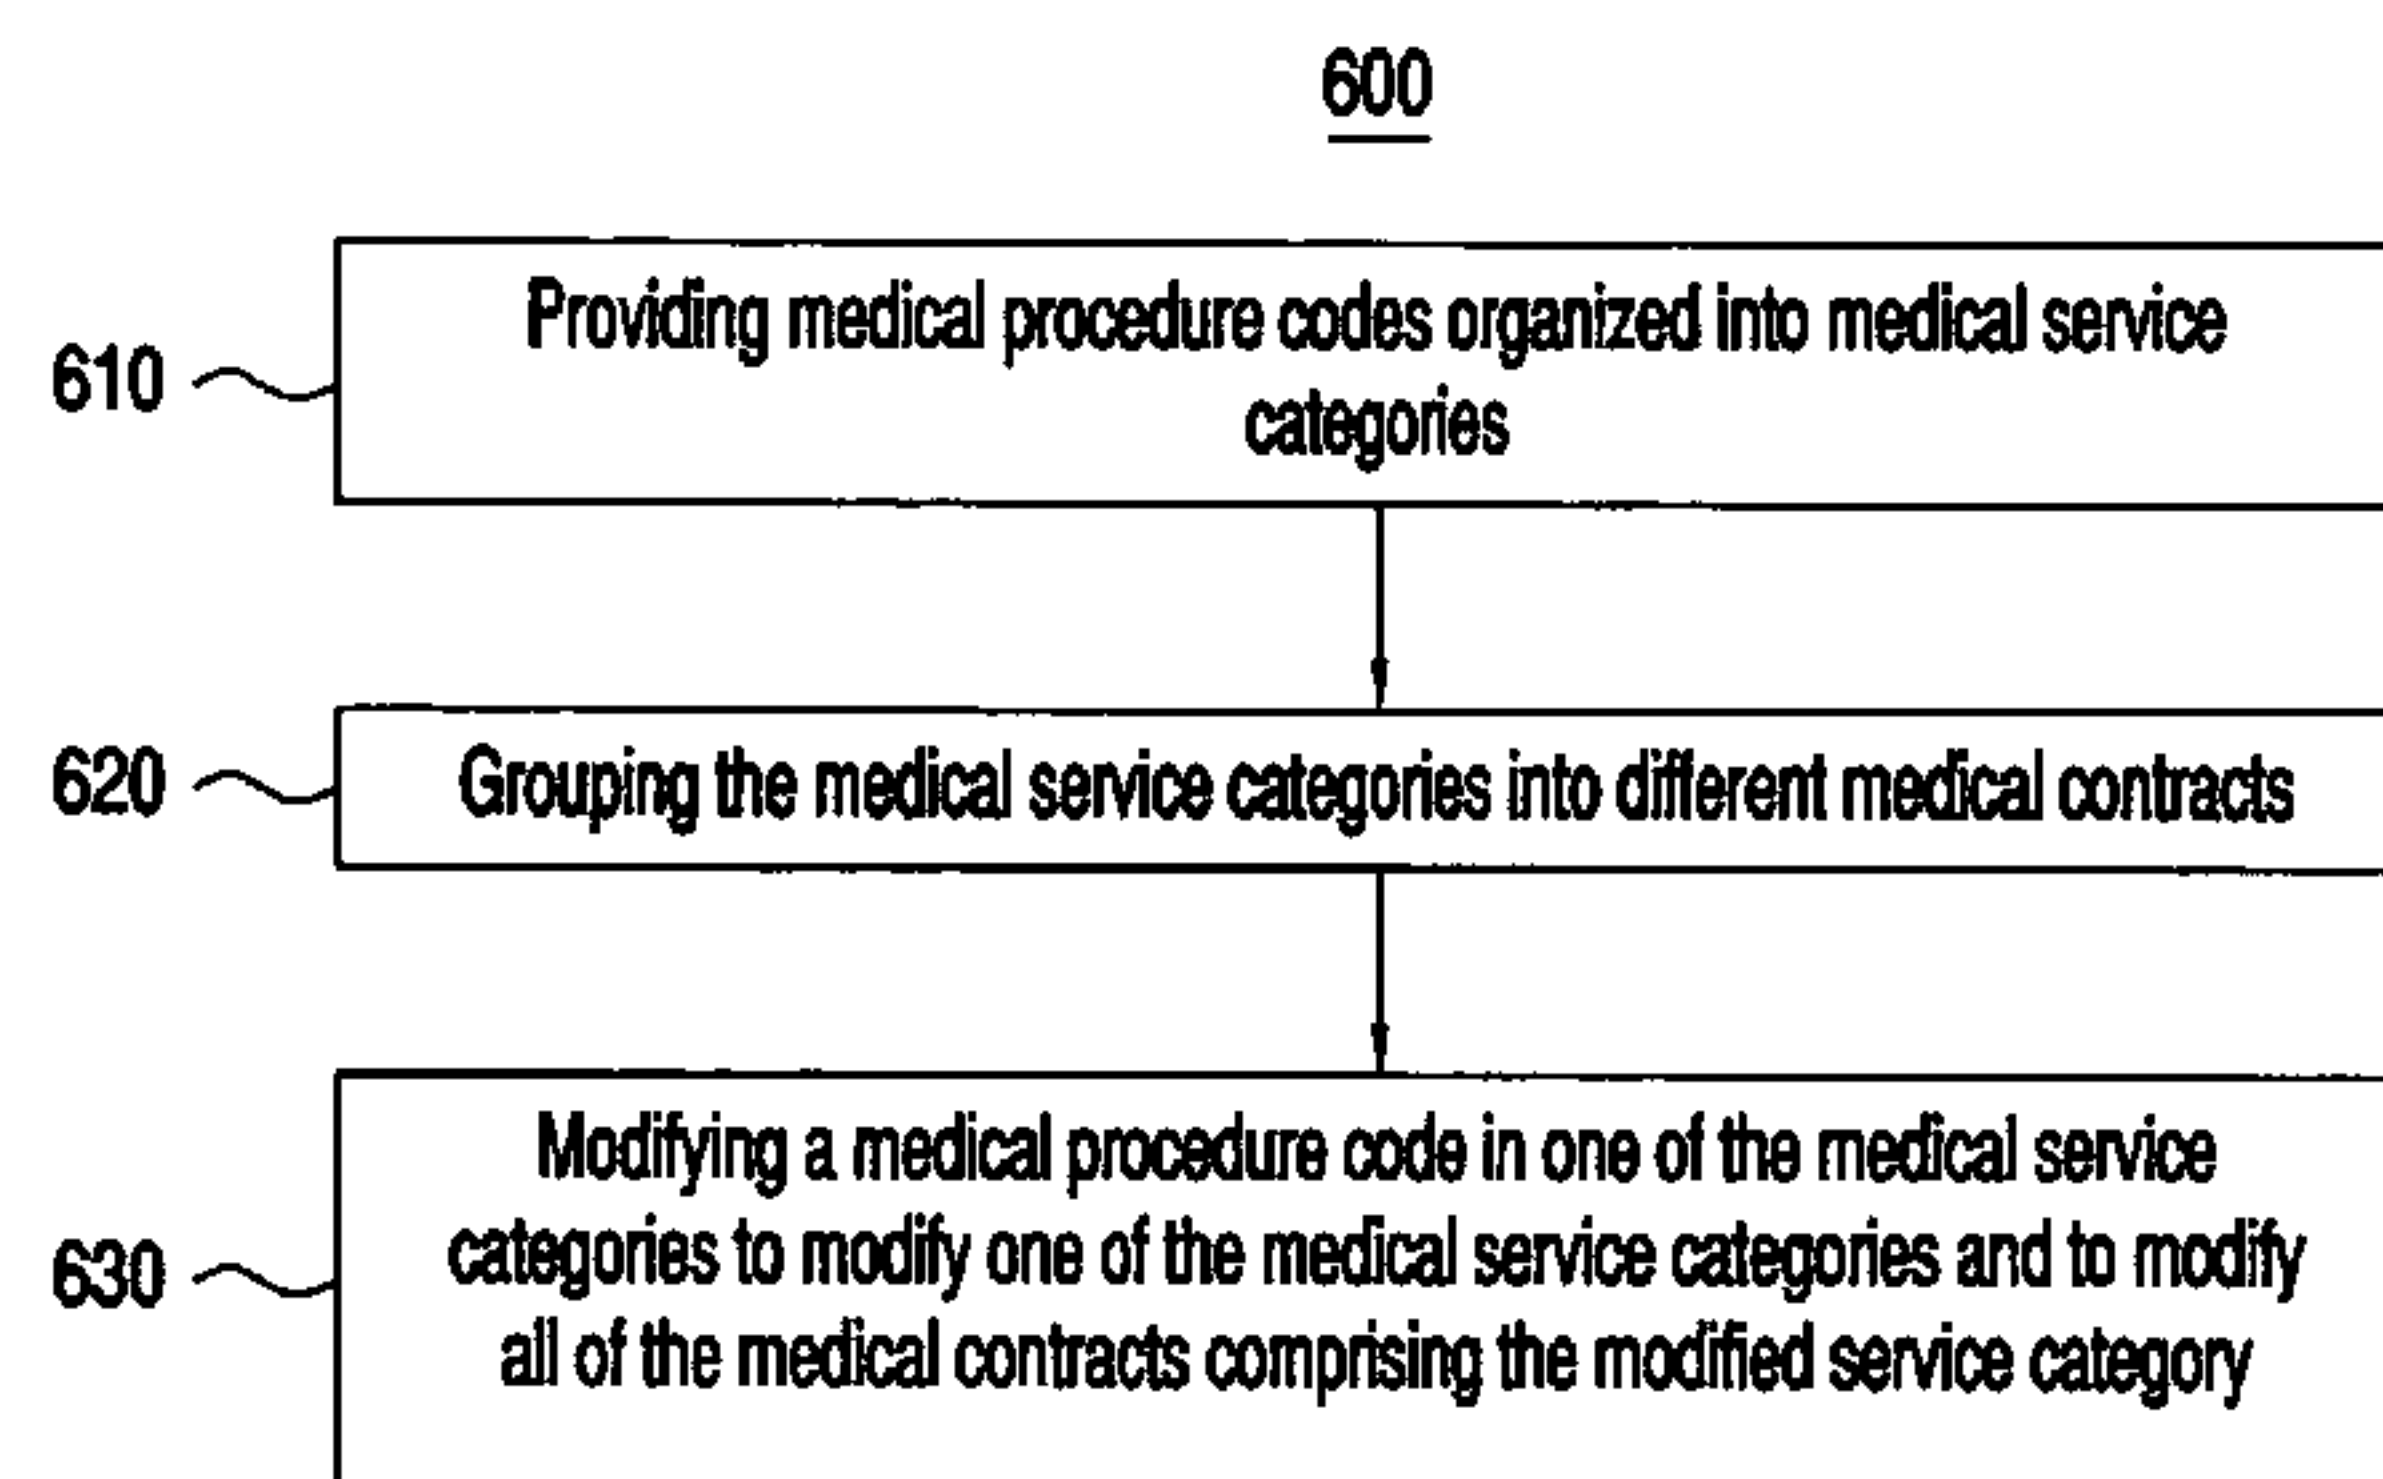 600
Providing medical procedure codes organized into medical service
categories
610
Grouping the medical service categories into different medical contracts
620
Modifying a medical procedure code in one of the medical service
categories to modify one of the medical service categories and to modify
all of the medical contracts comprising the modified service category
630